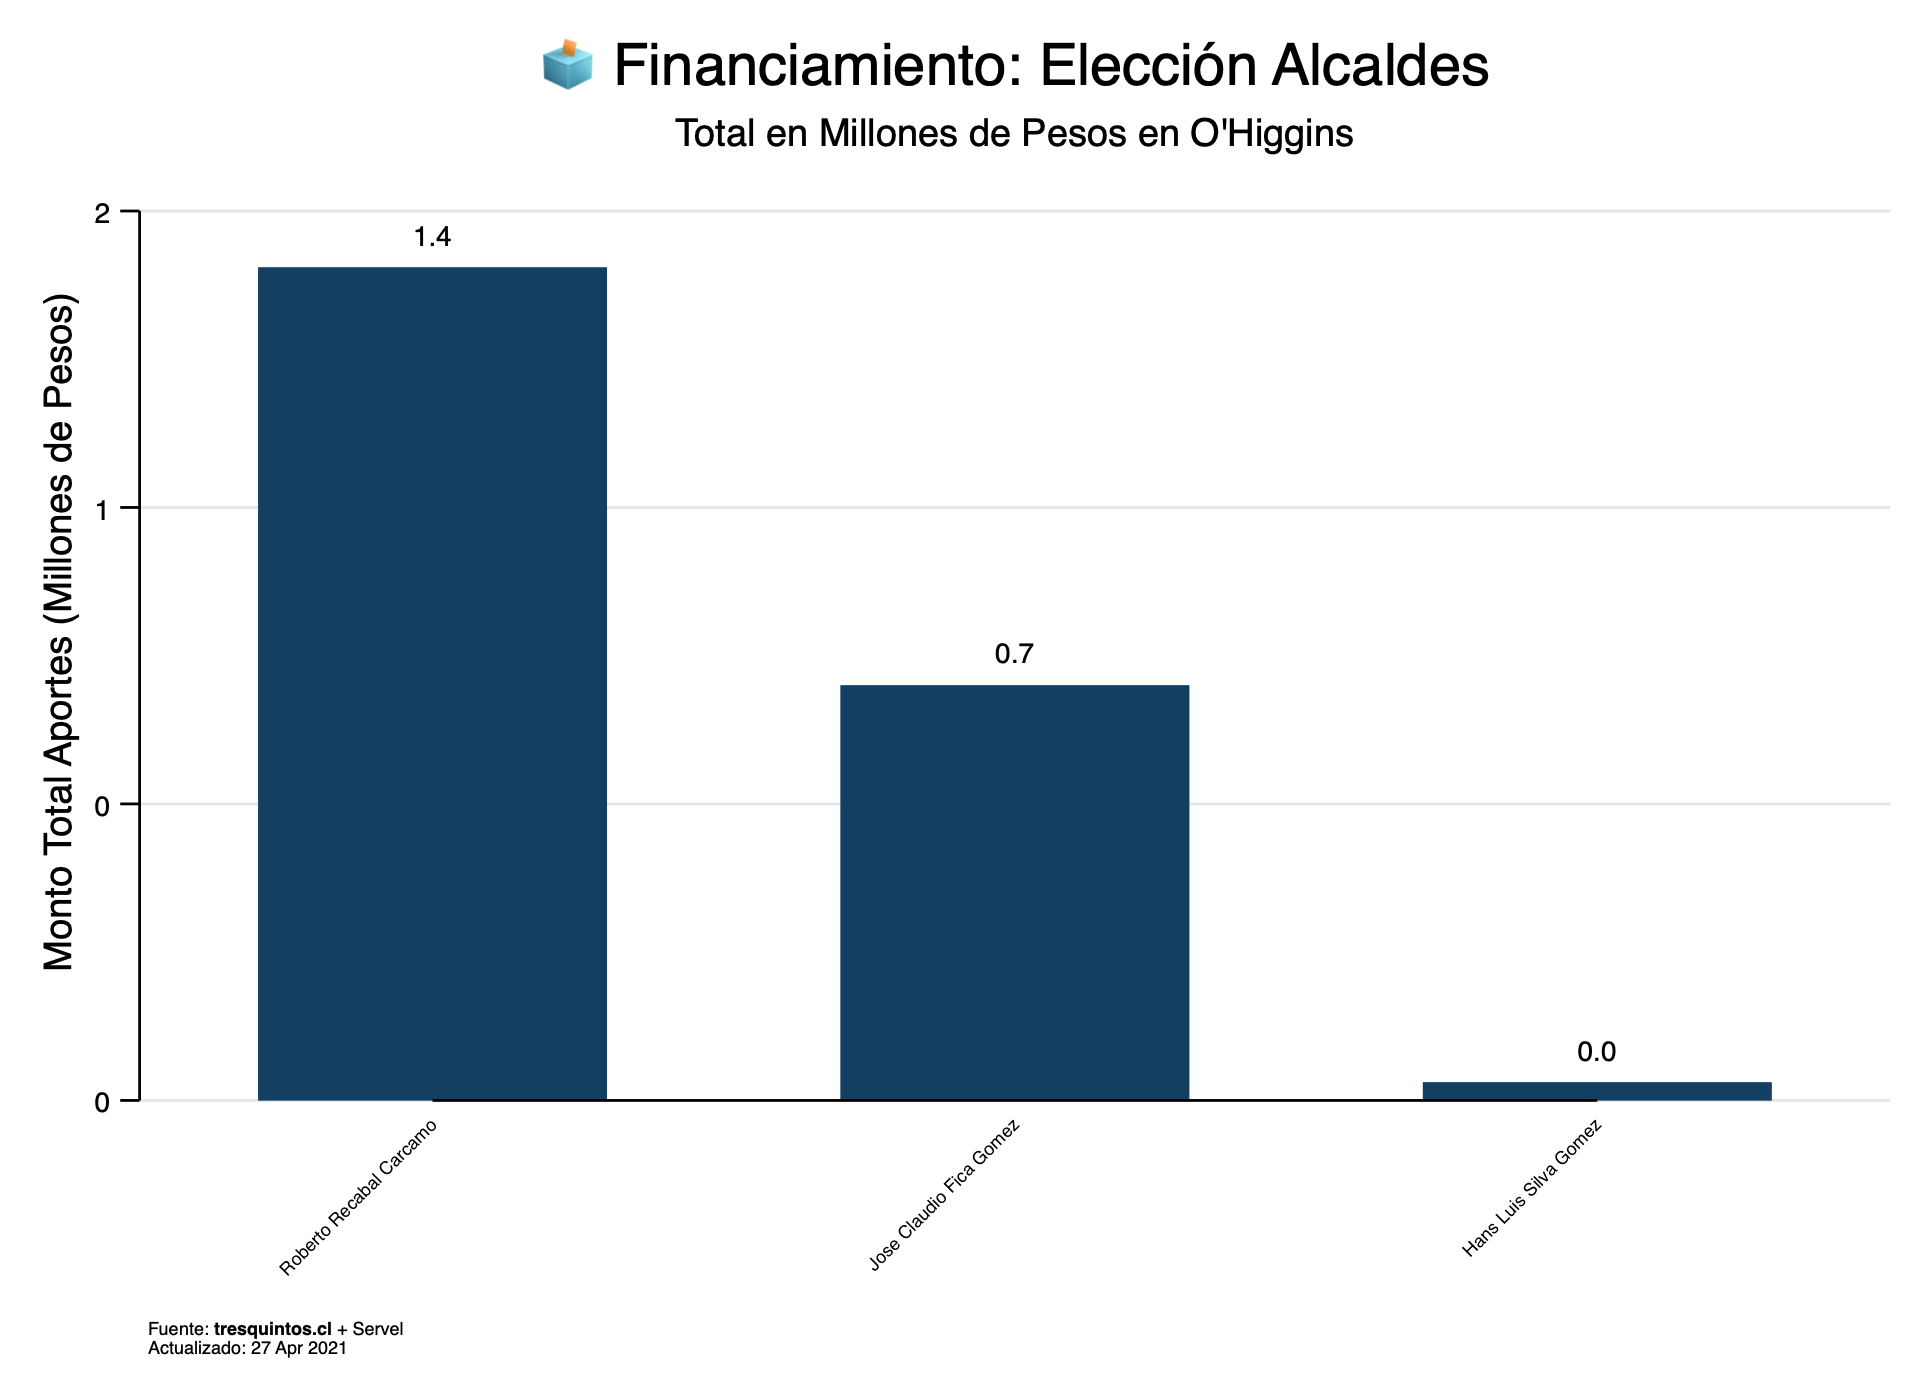 Financiamiento: Elección Alcaldes
Total en Millones de Pesos en O'Higgins
Monto Total Aportes (Millones de Pesos)
2
1
0
0
1.4
0.7
0.0
Roberto Recabal Carcamo
Jose Claudio Fica Gomez
Hans Luis Silva Gomez
Fuente: tresquintos.cl + Servel
Actualizado: 27 Apr 2021